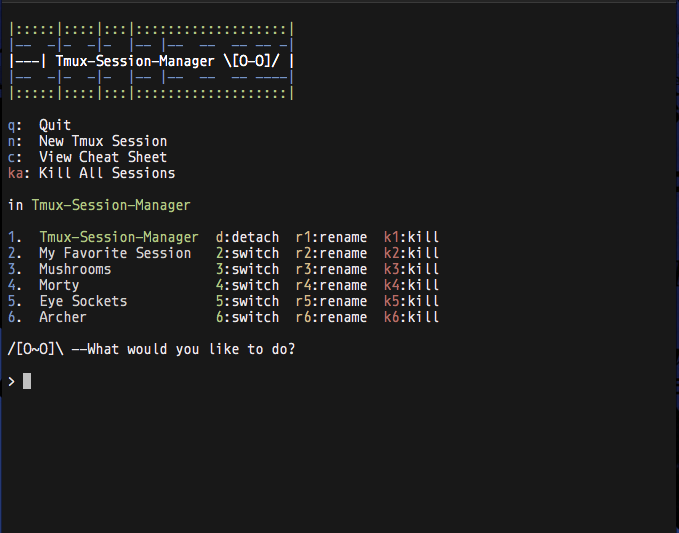 |:::::|::::|:::|:::::::::::::::::::|
|-- -|- -|- |-- |-- -- -- -- -|
|---| Tmux-Session-Manager \[O-O]/ |
|-- -|- -|- |-- |-- -- -- ----|
|:::::|::::|:::|:::::::::::::::::::|
q: Quit
n: New Tmux Session
c: View Cheat Sheet
ka: Kill All Sessions
in Tmux-Session-Manager
1. Tmux-Session-Manager d:detach r1:rename k1:kill
2. My Favorite Session 2:switch r2:rename k2:kill
3. Mushrooms 3:switch r3:rename k3:kill
4. Morty 4:switch r4:rename k4:kill
5. Eye Sockets 5:switch r5:rename k5:kill
6. Archer 6:switch r6:rename k6:kill
/[O~O]\ --What would you like to do?
>